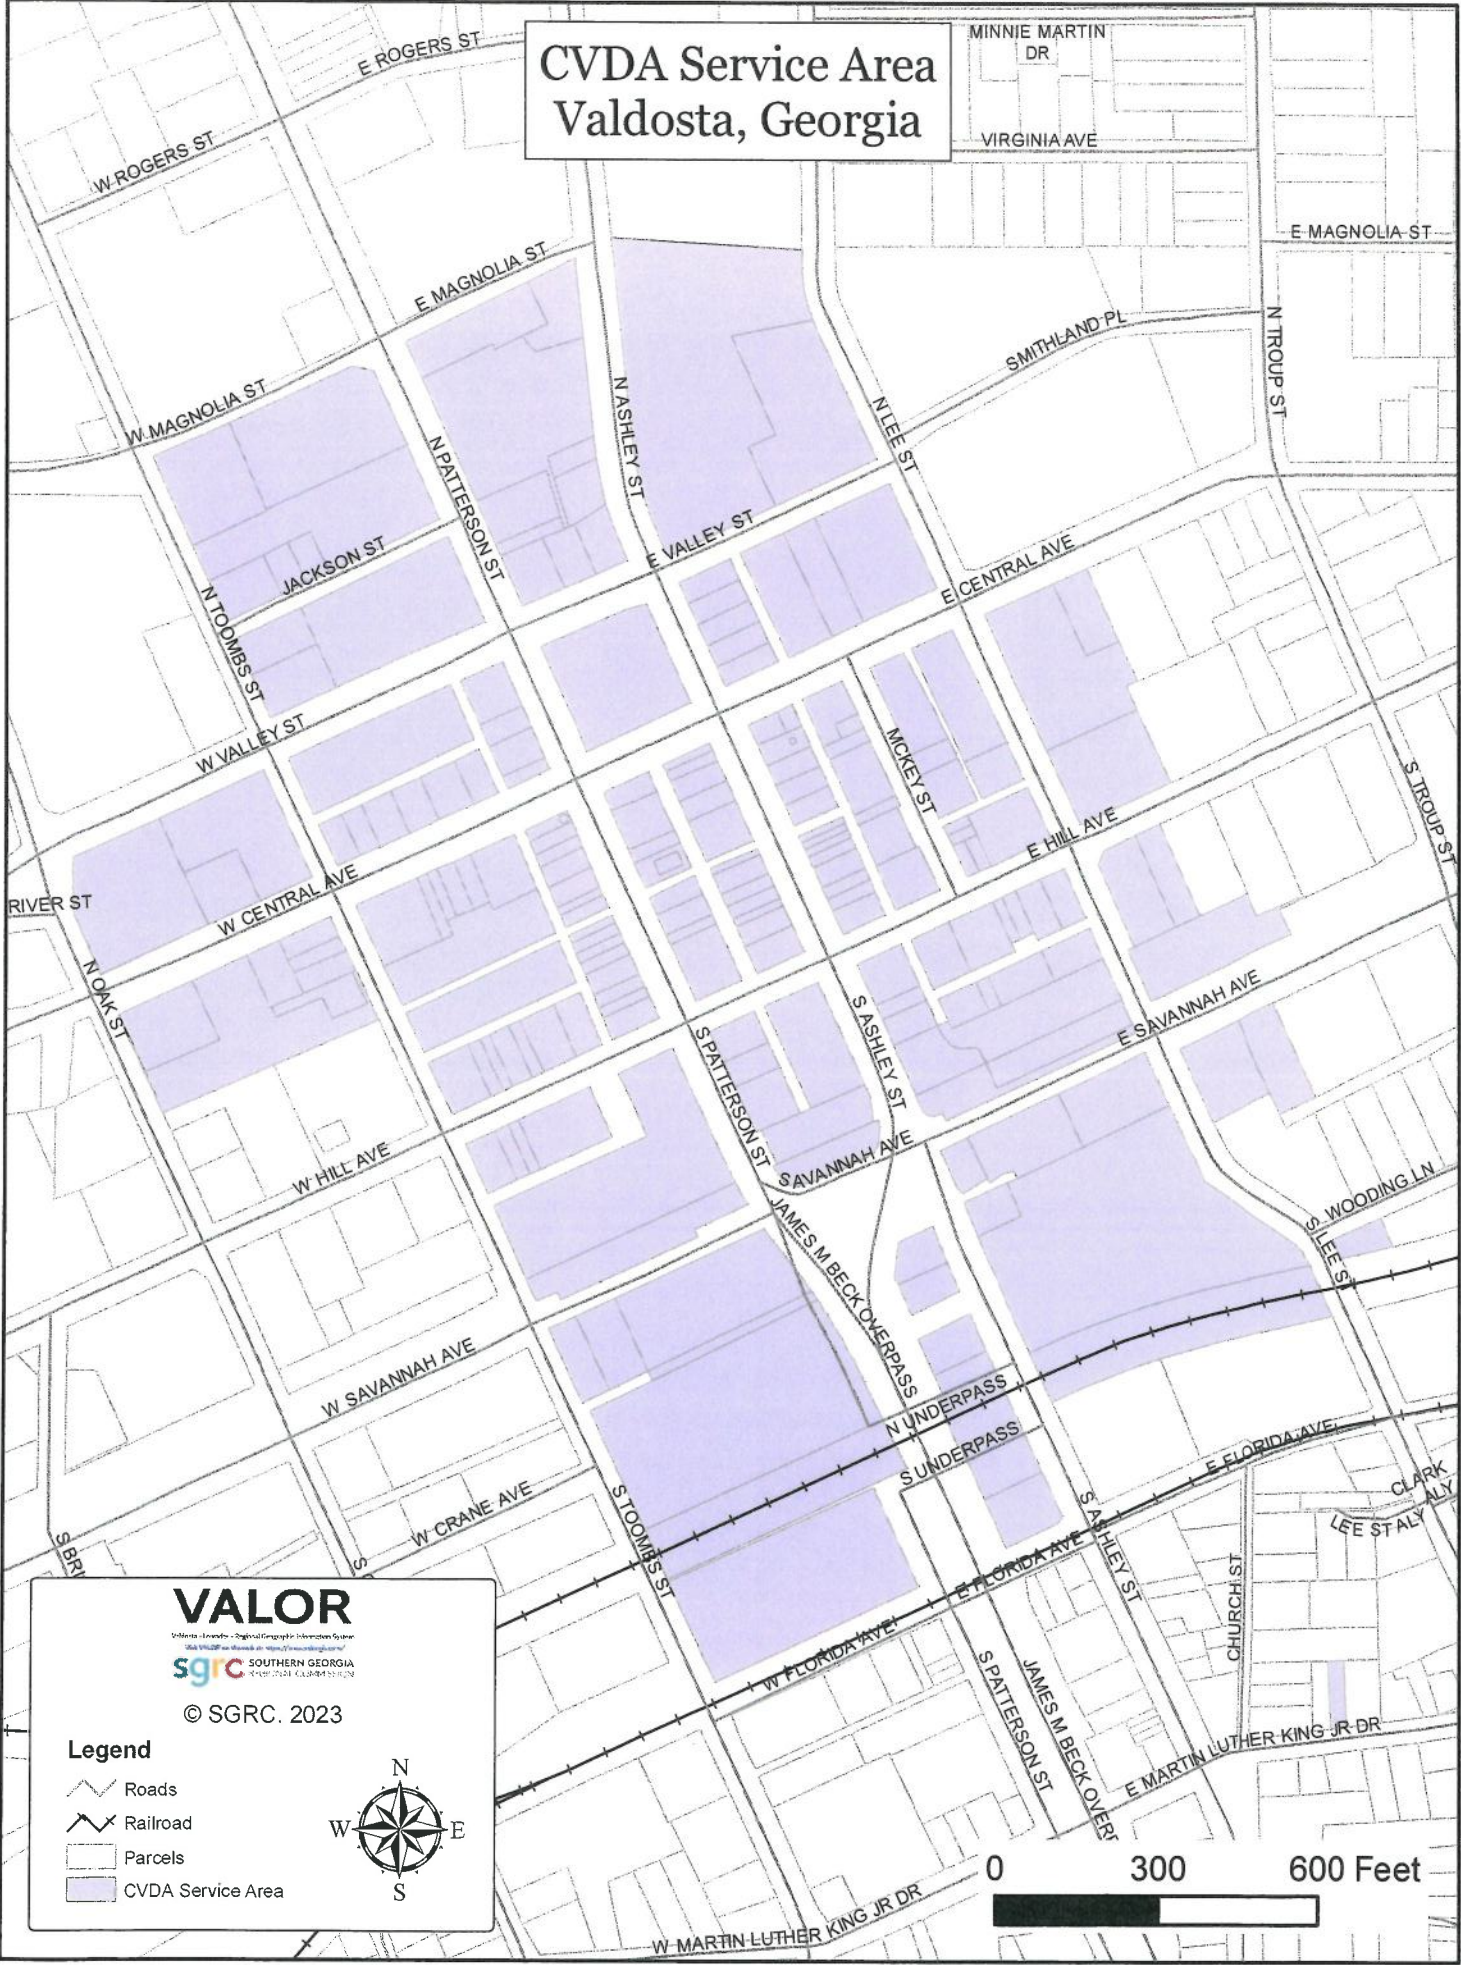 CVDA Service Area
Valdosta, Georgia
E ROGERS ST
W ROGERS ST
MINNIE MARTIN
DR
VIRGINIA AVE
E MAGNOLIA ST
E MAGNOLIA ST
W MAGNOLIA ST
SMITHLAND PL
N TROUP ST
N ASHLEY ST
N LEE ST
N PATTERSON ST
JACKSON ST
E VALLEY ST
E CENTRAL AVE
N TOOMBS ST
W VALLEY ST
MCKEY ST
S TROUP ST
E HILL AVE
RIVER ST
W CENTRAL AVE
N OAK ST
S ASHLEY ST
E SAVANNAH AVE
S PATTERSON ST
W HILL AVE
SAVANNAH AVE
S WOODING LN
S LEE S
JAMES M BECK OVERPASS
W SAVANNAH AVE
N UNDERPASS
S UNDERPASS
E FLORIDA AVE
CLARK
ALY
LEE ST ALY
W CRANE AVE
S TOOMBS ST
S ASHLEY ST
S BRI
E FLORIDA AVE
CHURCH ST
W FLORIDA AVE
S PATTERSON ST
JAMES M BECK OVERP
E MARTIN LUTHER KING JR DR
W MARTIN LUTHER KING JR DR
VALOR
sgrc
SOUTHERN GEORGIA
REGIONAL COMMISSION
© SGRC. 2023
Legend
Roads
Railroad
Parcels
CVDA Service Area
N
W E
S
0 300 600 Feet